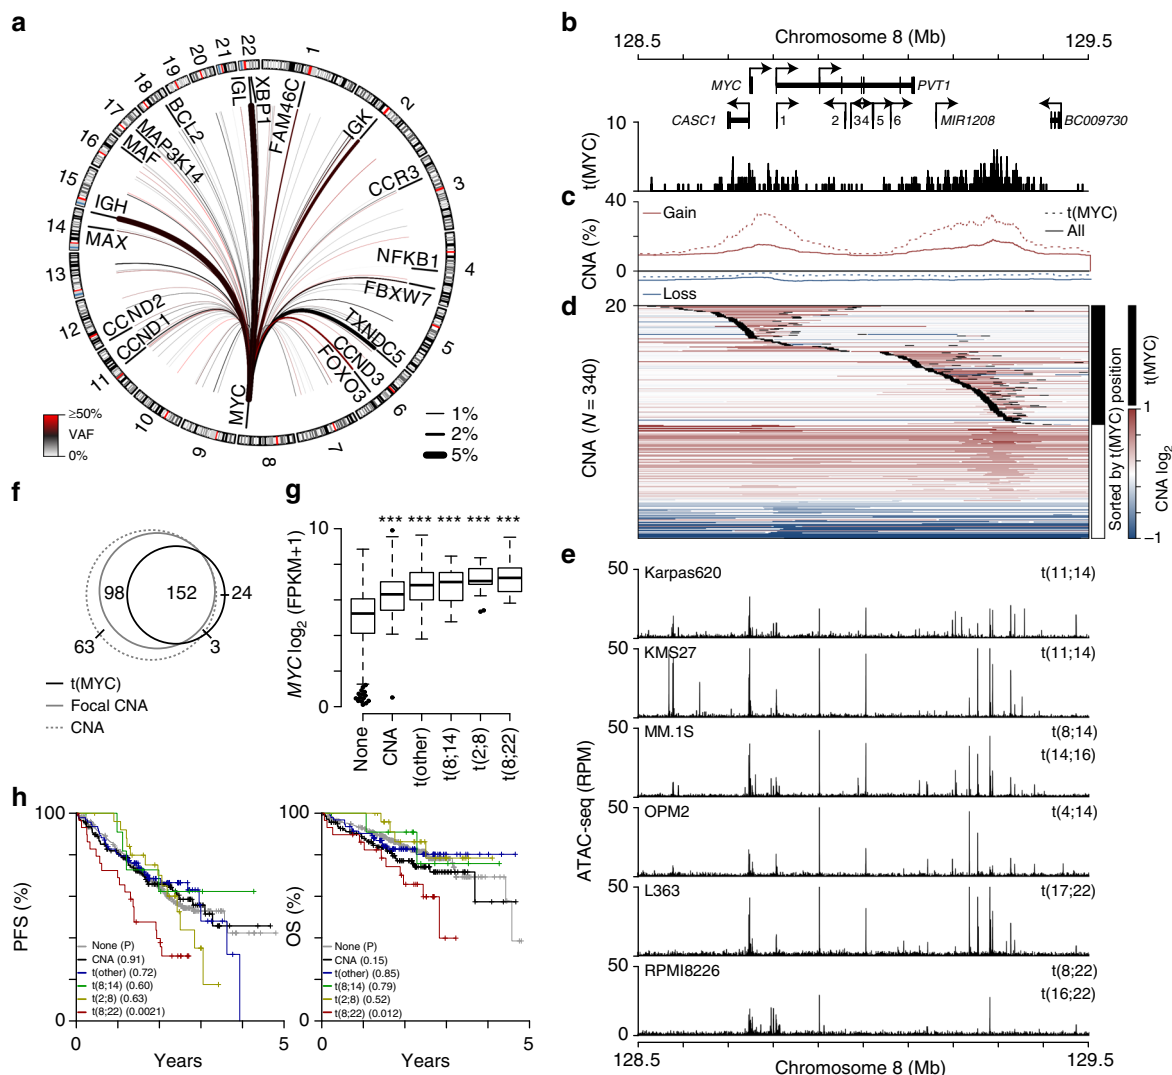 a
1
2
3
4
5
6
7
8
9
10
11
12
13
14
15
16
17
18
19
20
21
22
IGL
XBP1
FAM46C
IGK
CCR3
NFKB1
FBXW7
TXNDC5
CCND3
FOXO3
MYC
CCND1
CCND2
MAX
IGH
MAF
MAP3K14
BCL2
≥50%
VAF
0%
1%
2%
5%
b
128.5
Chromosome 8 (Mb)
129.5
MYC
PVT1
CASC1
1
2
3
4
5
6
MIR1208
BC009730
10
0
t(MYC)
c
40
0
CNA (%)
Gain
Loss
t(MYC)
All
d
20
CNA (N = 340)
Sorted by t(MYC) position
t(MYC)
1
−1
CNA log2
e
ATAC-seq (RPM)
50
Karpas620
t(11;14)
KMS27
t(11;14)
50
MM.1S
t(8;14)
t(14;16)
50
OPM2
t(4;14)
50
L363
t(17;22)
50
RPMI8226
t(8;22)
t(16;22)
0
128.5
Chromosome 8 (Mb)
129.5
f
98
152
24
63
3
t(MYC)
Focal CNA
CNA
g
MYC log2 (FPKM+1)
10
0
*** *** *** *** ***
None
CNA
t(other)
t(8;14)
t(2;8)
t(8;22)
h
100
PFS (%)
0
None (P)
CNA (0.91)
t(other) (0.72)
t(8;14) (0.60)
t(2;8) (0.63)
t(8;22) (0.0021)
0
Years
5
100
OS (%)
0
None (P)
CNA (0.15)
t(other) (0.85)
t(8;14) (0.79)
t(2;8) (0.52)
t(8;22) (0.012)
0
Years
5